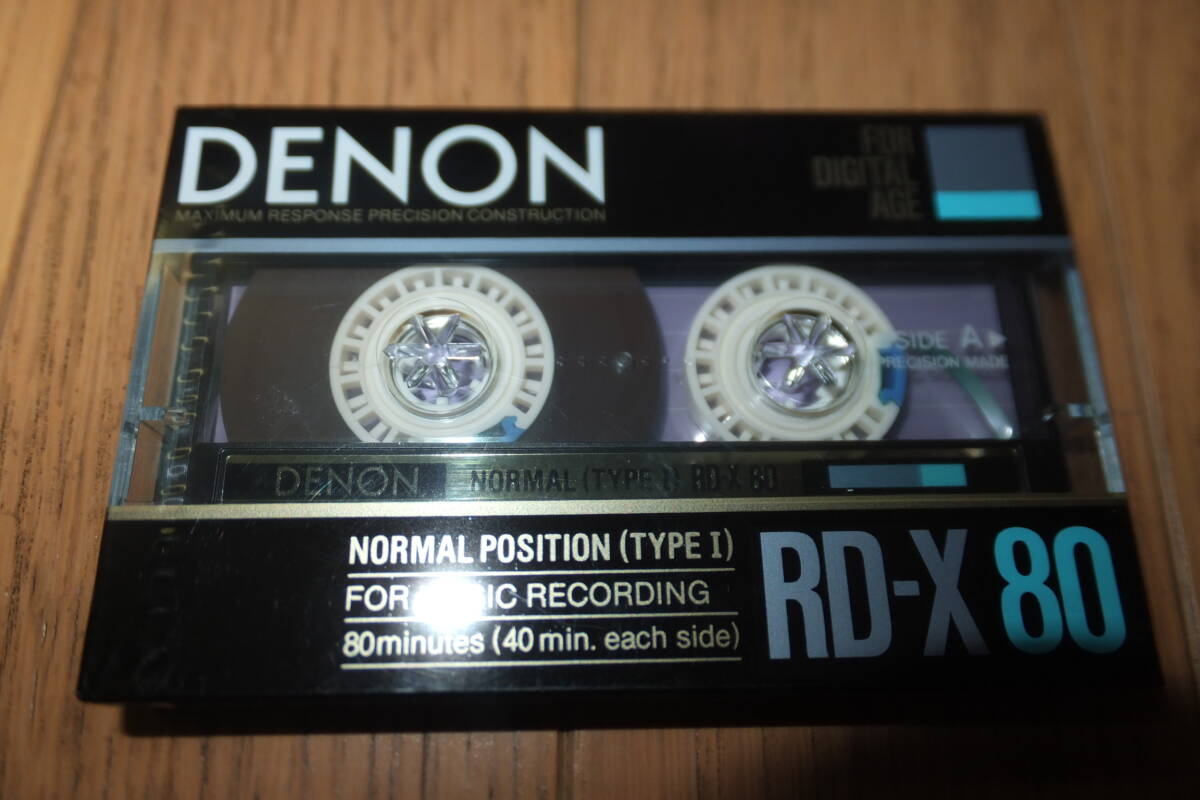 DENON
MAXIMUM RESPONSE PRECISION CONSTRUCTION
FOR
DIGITAL
AGE
SIDE A
PRECISION MADE
DENON NORMAL (TYPE I) RD-X 80
NORMAL POSITION (TYPE I)
FOR RECORDING
80minutes (40 min. each side)
RD-X 80